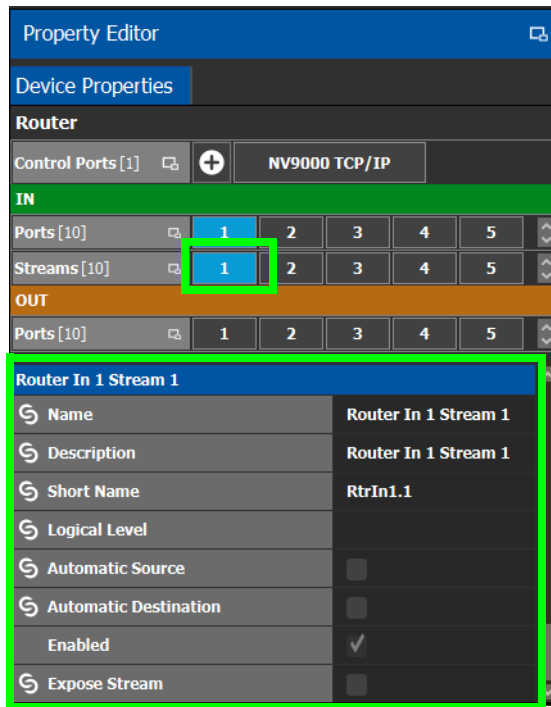 Property Editor
Device Properties
Router
Control Ports [1] NV9000 TCP/IP
IN
Ports [10] 1 2 3 4 5
Streams [10] 1 2 3 4 5
OUT
Ports [10] 1 2 3 4 5
Router In 1 Stream 1
Name Router In 1 Stream 1
Description Router In 1 Stream 1
Short Name RtrIn1.1
Logical Level
Automatic Source
Automatic Destination
Enabled
Expose Stream